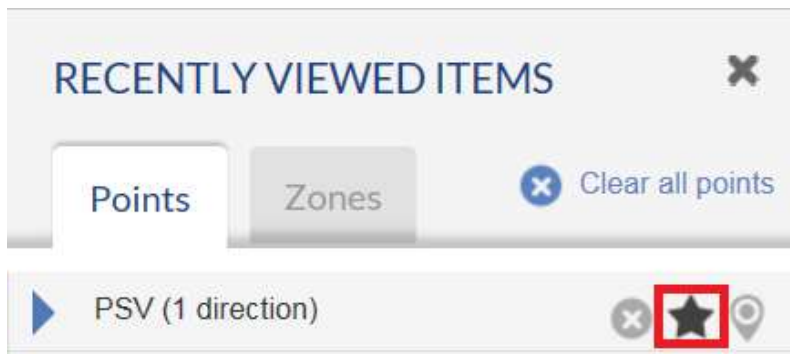 RECENTLY VIEWED ITEMS
Points
Zones
Clear all points
PSV (1 direction)